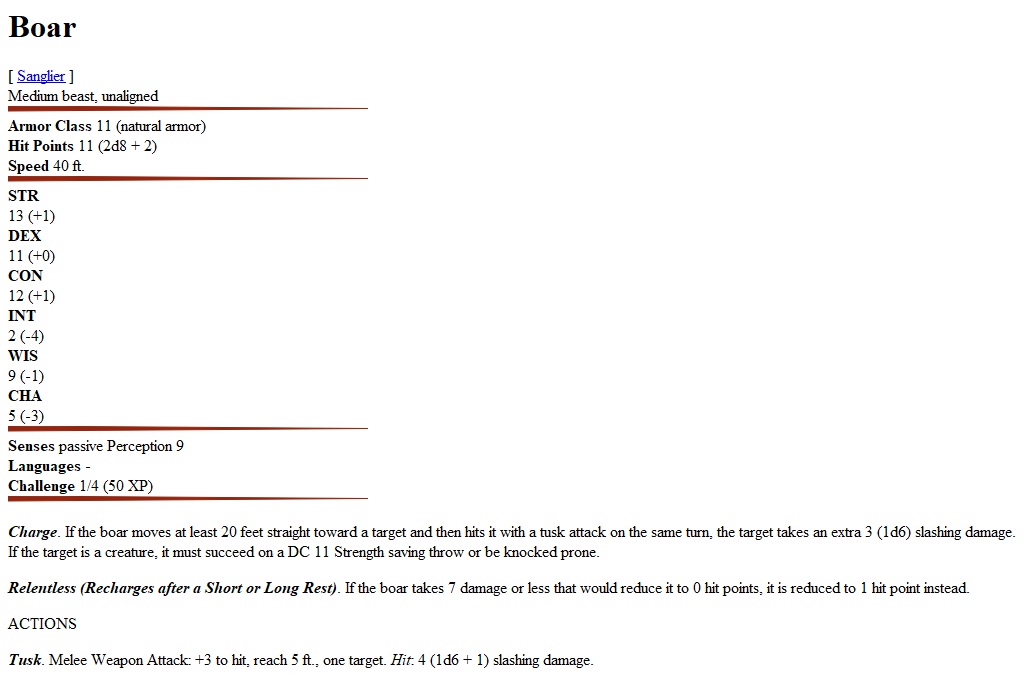 Boar
[ Sanglier ]
Medium beast, unaligned
Armor Class 11 (natural armor)
Hit Points 11 (2d8 + 2)
Speed 40 ft.
STR
13 (+1)
DEX
11 (+0)
CON
12 (+1)
INT
2 (-4)
WIS
9 (-1)
CHA
5 (-3)
Senses passive Perception 9
Languages -
Challenge 1/4 (50 XP)
Charge. If the boar moves at least 20 feet straight toward a target and then hits it with a tusk attack on the same turn, the target takes an extra 3 (1d6) slashing damage.
If the target is a creature, it must succeed on a DC 11 Strength saving throw or be knocked prone.
Relentless (Recharges after a Short or Long Rest). If the boar takes 7 damage or less that would reduce it to 0 hit points, it is reduced to 1 hit point instead.
ACTIONS
Tusk. Melee Weapon Attack: +3 to hit, reach 5 ft., one target. Hit: 4 (1d6 + 1) slashing damage.